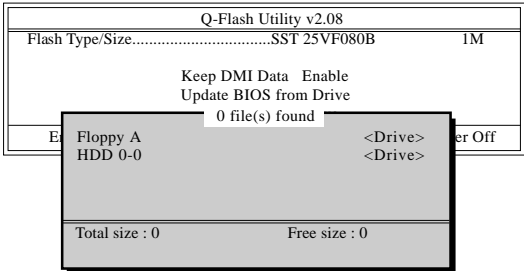 Q-Flash Utility v2.08
Flash Type/Size.................................SST 25VF080B 1M
Keep DMI Data Enable
Update BIOS from Drive
0 file(s) found
Floppy A <Drive>
HDD 0-0 <Drive>
Total size : 0 Free size : 0
Off